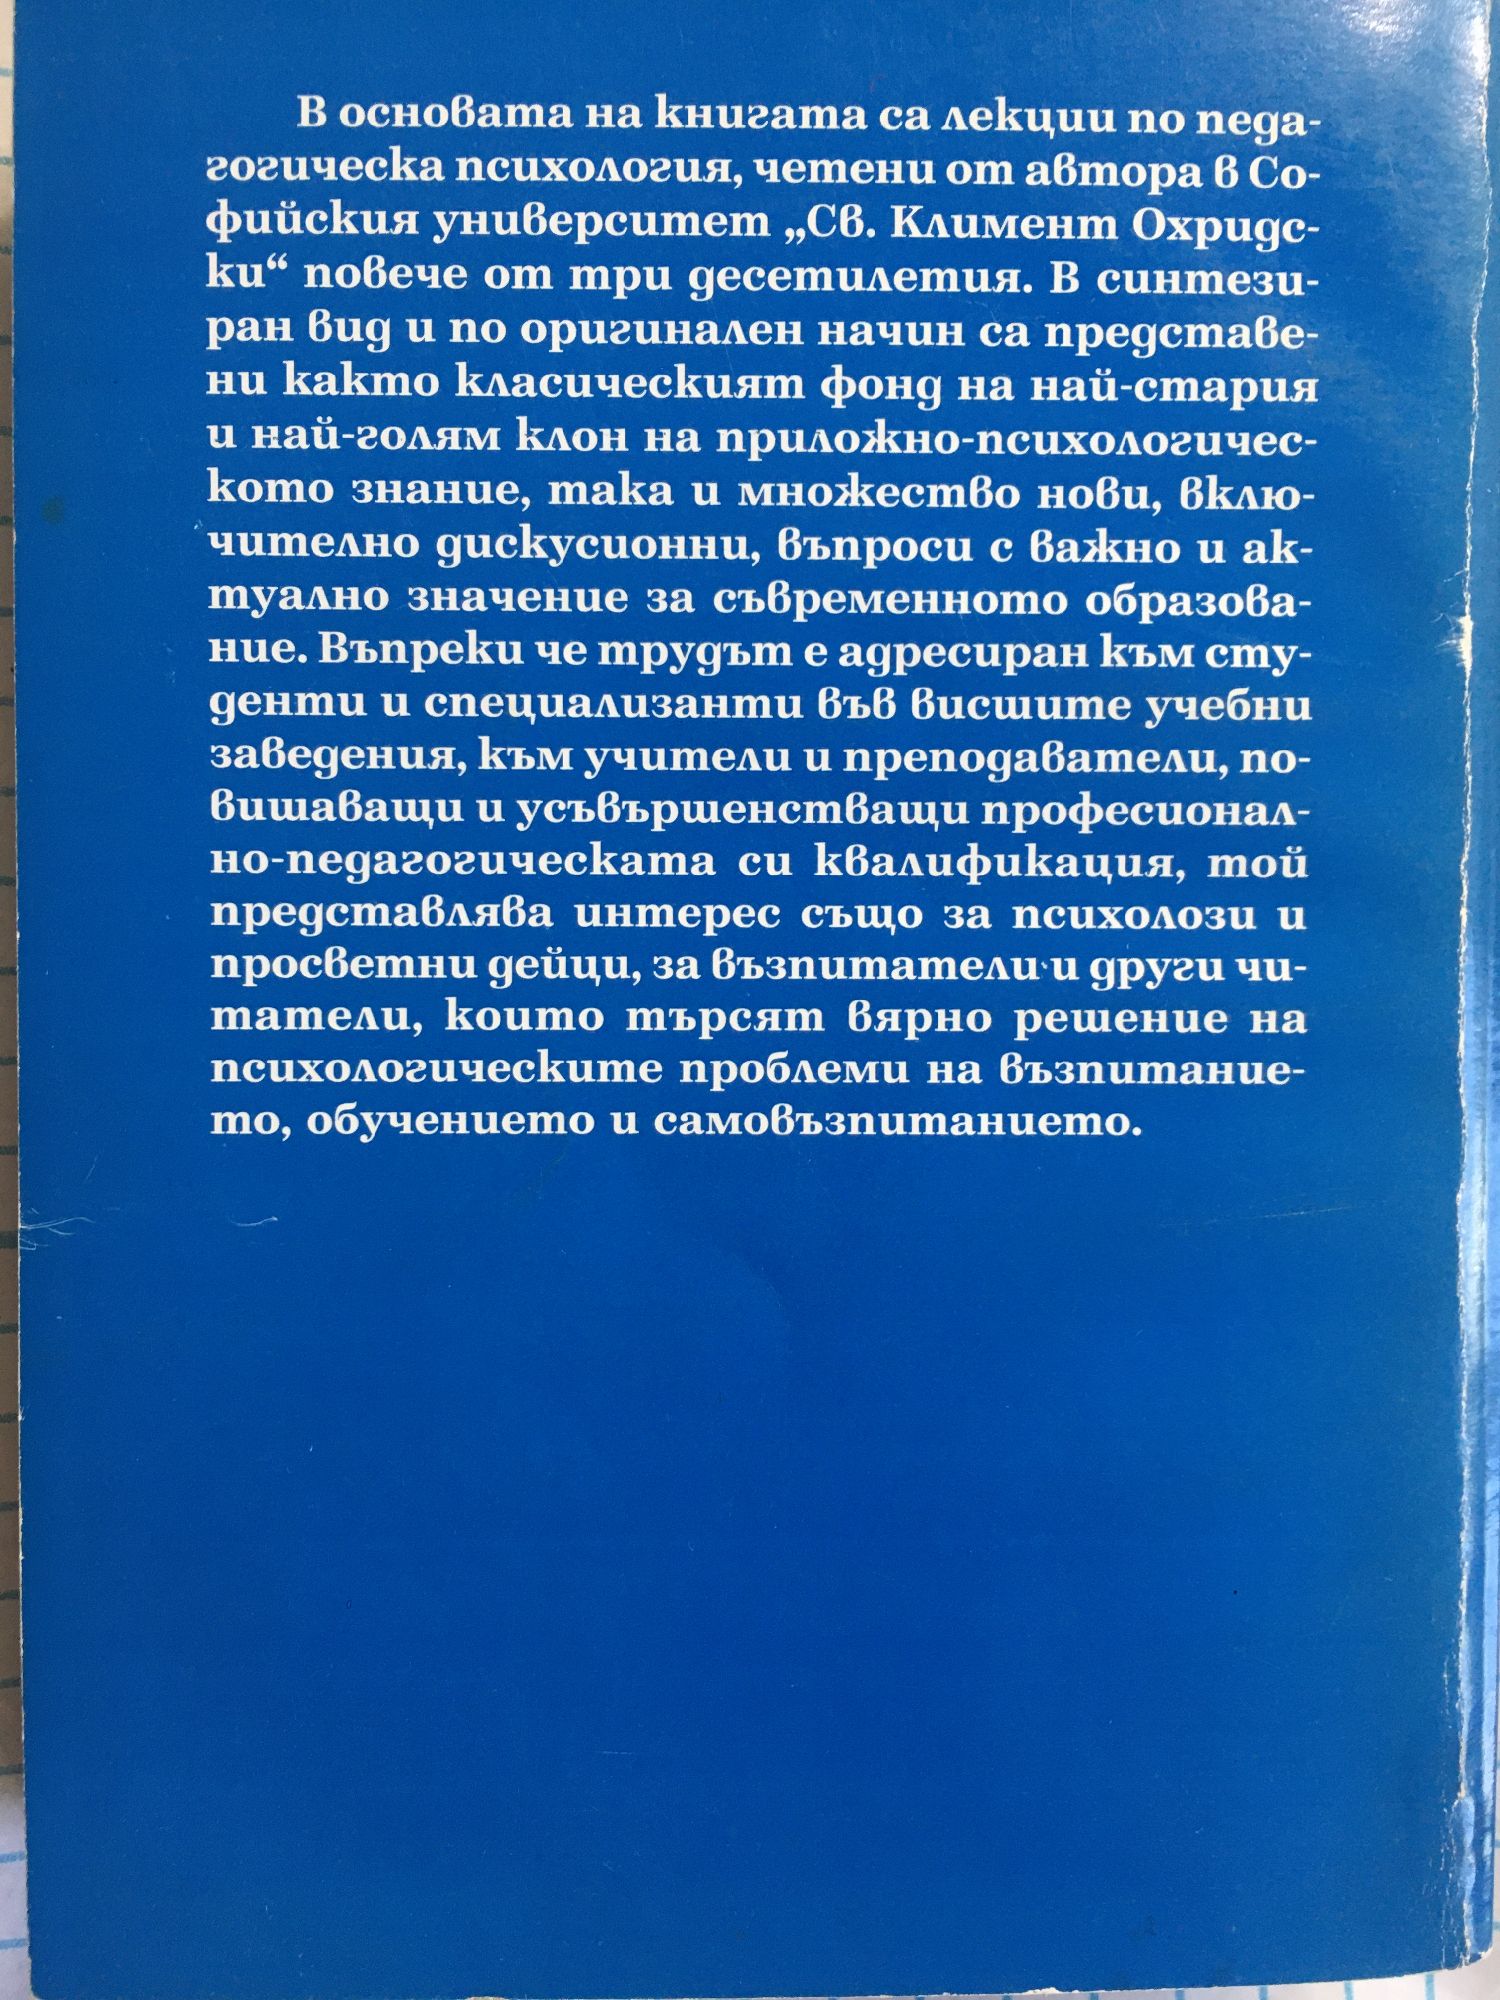 В основата на книгата са лекции по педа-
гогическа психология, четени от автора в Со-
фийския университет „Св. Климент Охридс-
ки“ повече от три десетилетия. В синтези-
ран вид и по оригинален начин са представе-
ни както класическият фонд на най-стария
и най-голям клон на приложно-психологичес-
кото знание, така и множество нови, вклю-
чително дискусионни, въпроси с важно и ак-
туално значение за съвременното образова-
ние. Въпреки че трудът е адресиран към сту-
денти и специализанти във висшите учебни
заведения, към учители и преподаватели, по-
вишаващи и усъвършенстващи професионал-
но-педагогическата си квалификация, той
представлява интерес също за психолози и
просветни дейци, за възпитатели и други чи-
татели, които търсят вярно решение на
психологическите проблеми на възпитание-
то, обучението и самовъзпитанието.